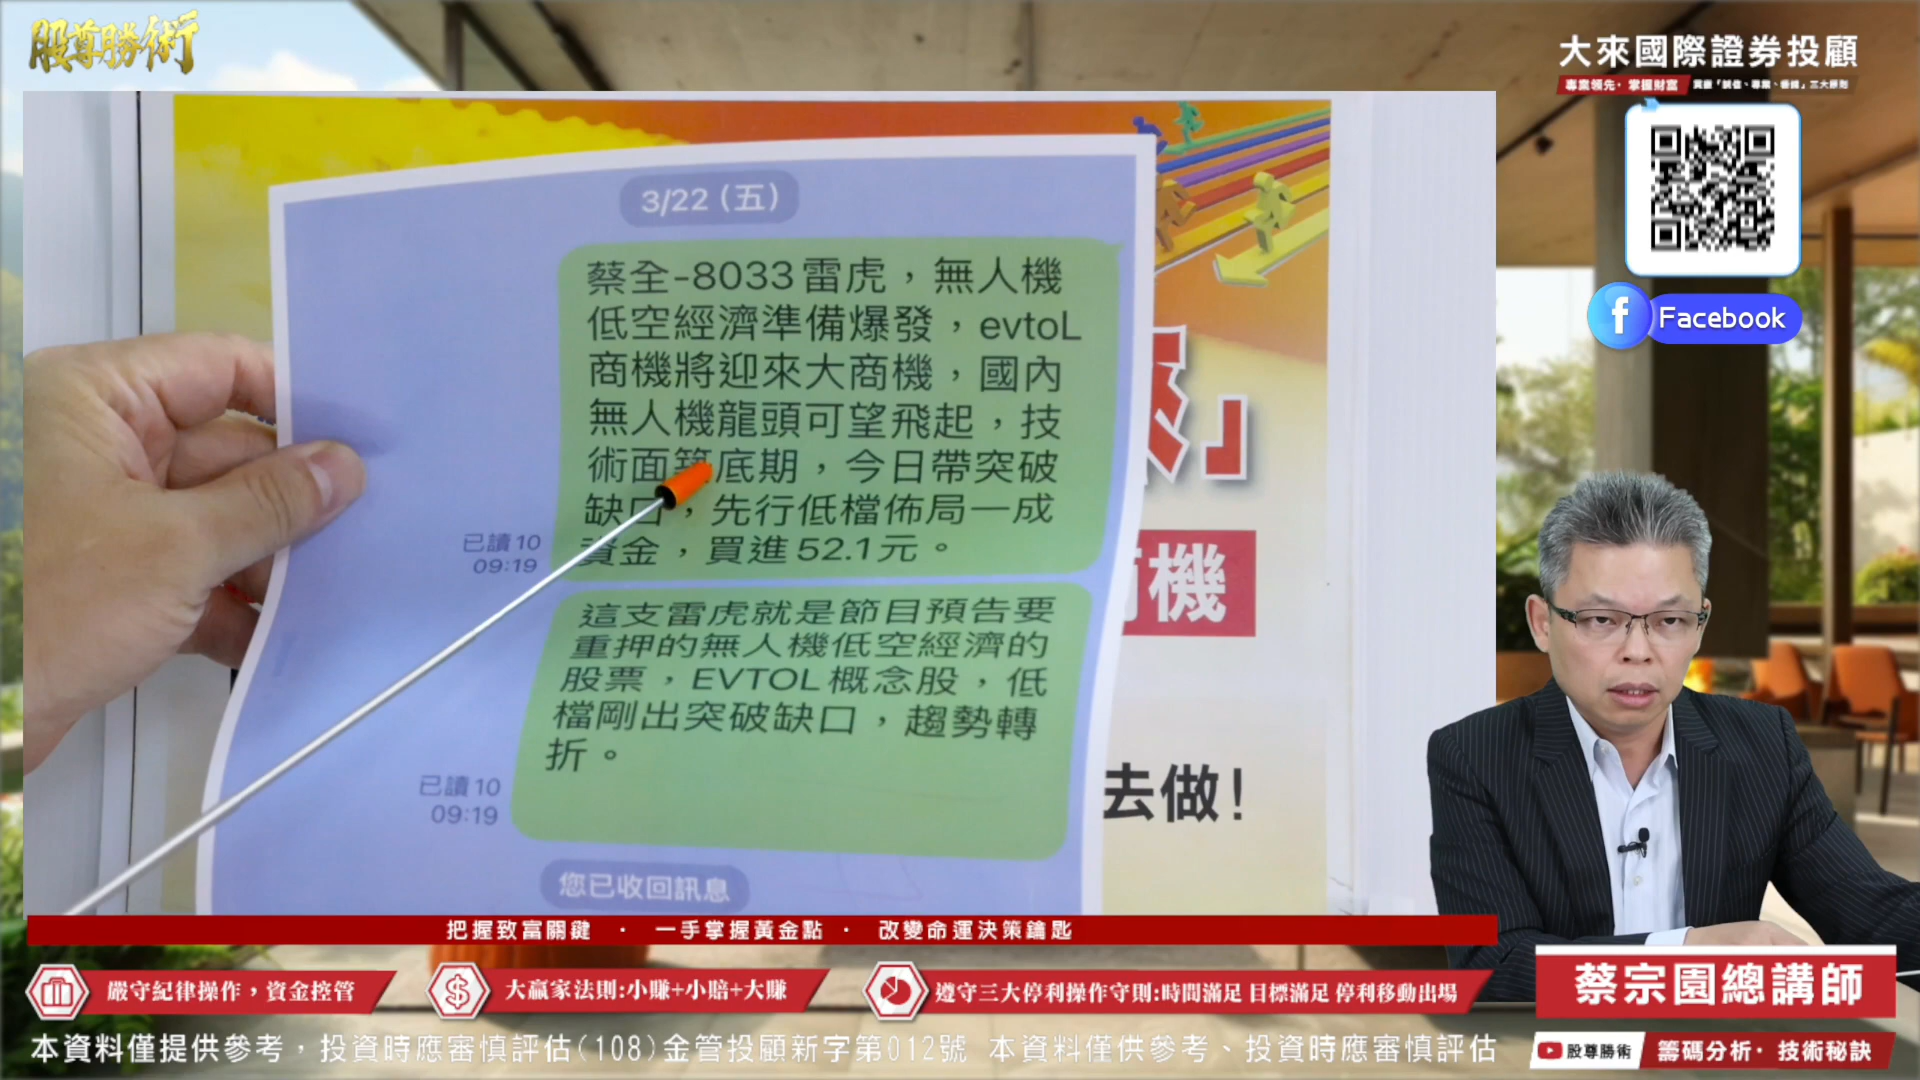 股尊勝術
大來國際證券投顧
專業領先・掌握財富
Facebook
3/22（五）
蔡全-8033雷虎，無人機
低空經濟準備爆發，evtoL
商機將迎來大商機，國內
無人機龍頭可望飛起，技
術面築底期，今日帶突破
缺口，先行低檔佈局一成
資金，買進52.1元。
已讀10
09:19
這支雷虎就是節目預告要
重押的無人機低空經濟的
股票，EVTOL概念股，低
檔剛出突破缺口，趨勢轉
折。
已讀10
09:19
您已收回訊息
」
機
去做！
把握致富關鍵 ・ 一手掌握黃金點 ・ 改變命運決策鑰匙
嚴守紀律操作，資金控管
大贏家法則:小賺+小賠+大賺
遵守三大停利操作守則:時間滿足 目標滿足 停利移動出場
蔡宗園總講師
本資料僅提供參考，投資時應審慎評估(108)金管投顧新字第012號 本資料僅供參考、投資時應審慎評估
股尊勝術
籌碼分析・技術秘訣